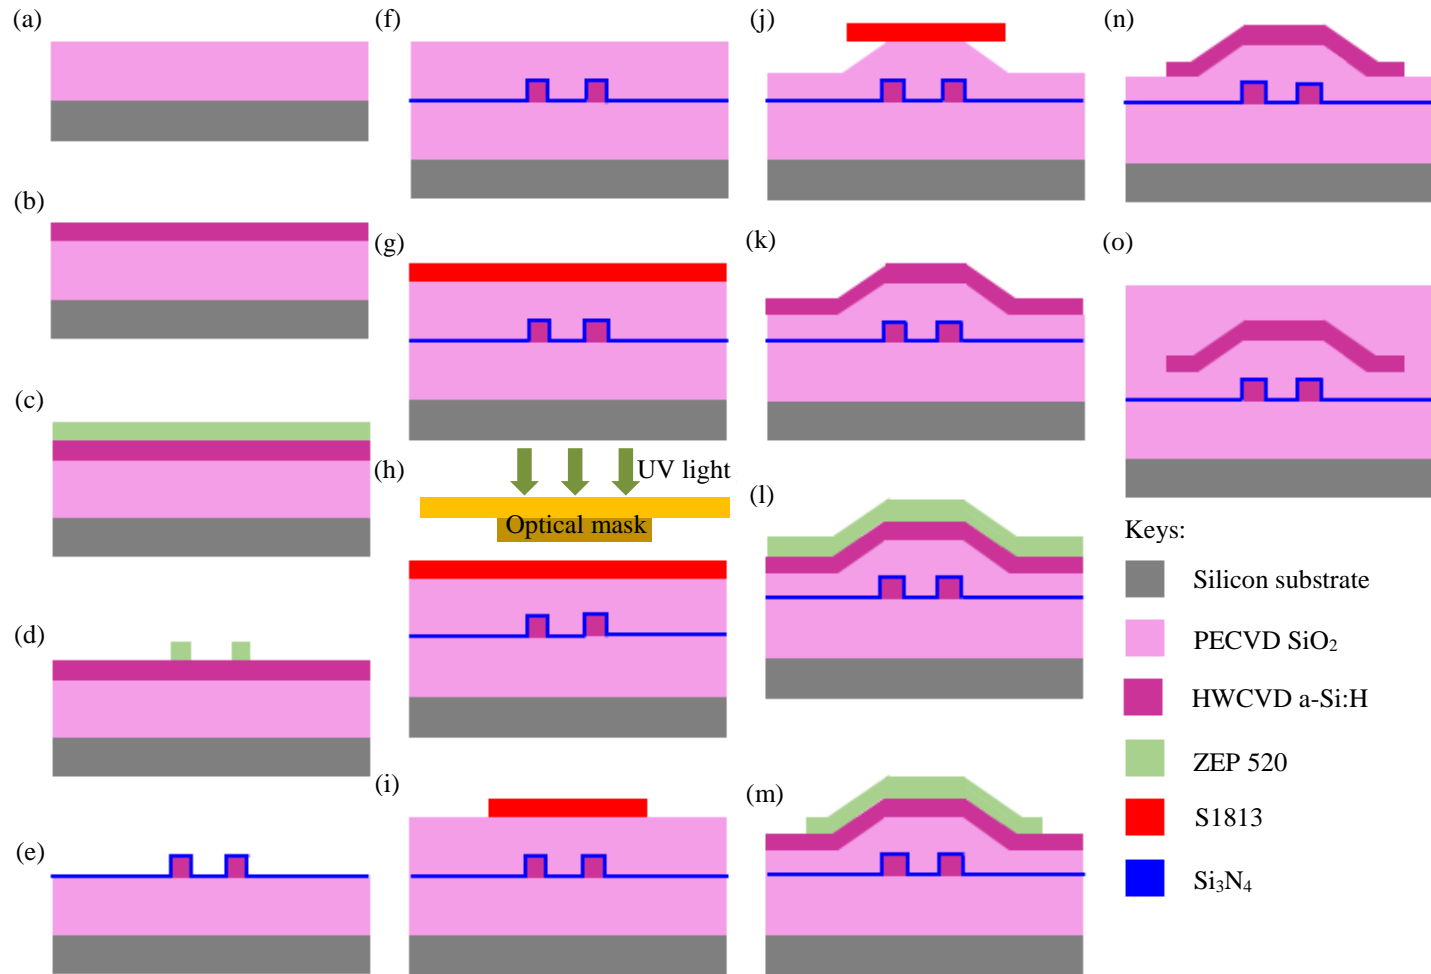 (a)
(b)
(c)
(d)
(e)
(f)
(g)
(h)
UV light
Optical mask
(i)
(j)
(k)
(l)
(m)
(n)
(o)
Keys:
Silicon substrate
PECVD SiO₂
HWCVD a-Si:H
ZEP 520
S1813
Si₃N₄